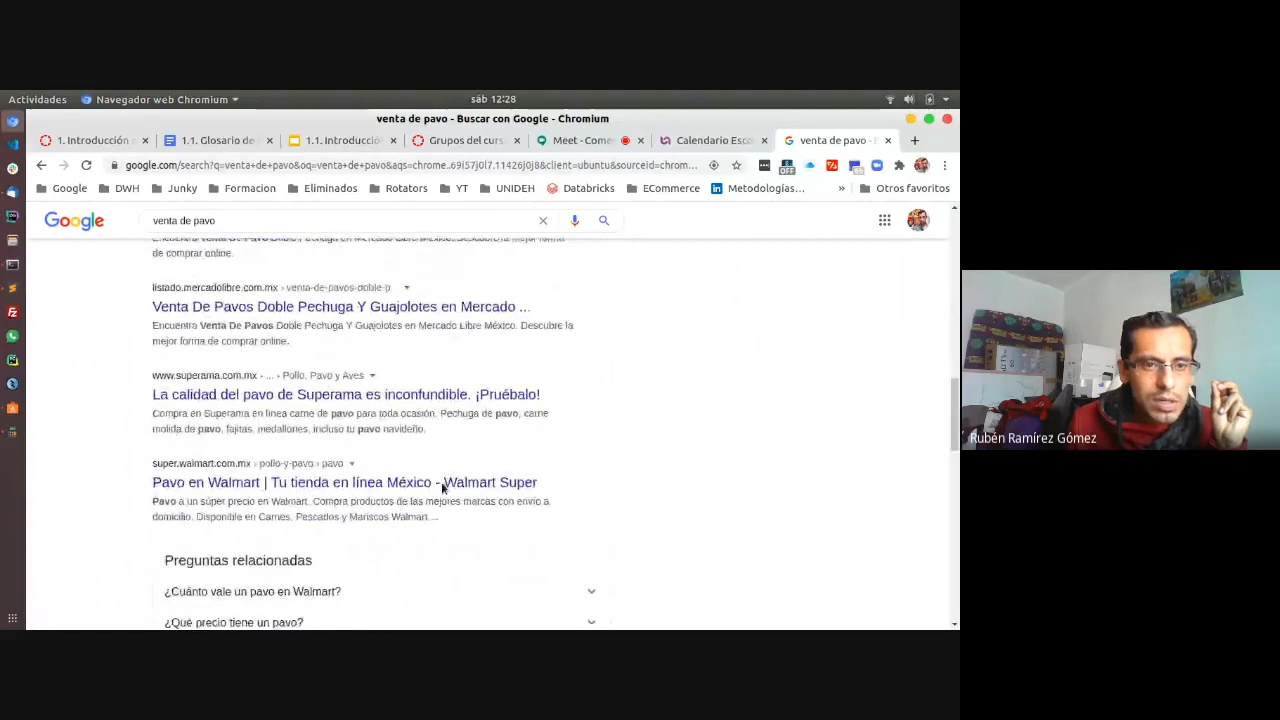 Actividades
Navegador web Chromium
sáb 12:28
venta de pavo - Buscar con Google - Chromium
1. Introducción
1.1. Glosario de
1.1. Introducción
Grupos del curs
Meet - Come
Calendario Esco
venta de pavo -
google.com/search?q=venta+de+pavo&oq=venta+de+pavo&aqs=chrome..69i57j0l7.11426j0j8&client=ubuntu&sourceid=chrom...
OFF
Google
DWH
Junky
Formacion
Eliminados
Rotators
YT
UNIDEH
Databricks
ECommerce
Metodologías...
»
Otros favoritos
Google
venta de pavo
de comprar online.
listado.mercadolibre.com.mx › venta-de-pavos-doble-p
Venta De Pavos Doble Pechuga Y Guajolotes en Mercado ...
Encuentra Venta De Pavos Doble Pechuga Y Guajolotes en Mercado Libre México. Descubre la
mejor forma de comprar online.
www.superama.com.mx › ... › Pollo, Pavo y Aves
La calidad del pavo de Superama es inconfundible. ¡Pruébalo!
Compra en Superama en línea carne de pavo para toda ocasión. Pechuga de pavo, carne
molida de pavo, fajitas, medallones, incluso tu pavo navideño.
super.walmart.com.mx › pollo-y-pavo › pavo
Pavo en Walmart | Tu tienda en línea México - Walmart Super
Pavo a un súper precio en Walmart. Compra productos de las mejores marcas con envío a
domicilio. Disponible en Carnes, Pescados y Mariscos Walmart ...
Preguntas relacionadas
¿Cuánto vale un pavo en Walmart?
¿Qué precio tiene un pavo?
Rubén Ramírez Gómez